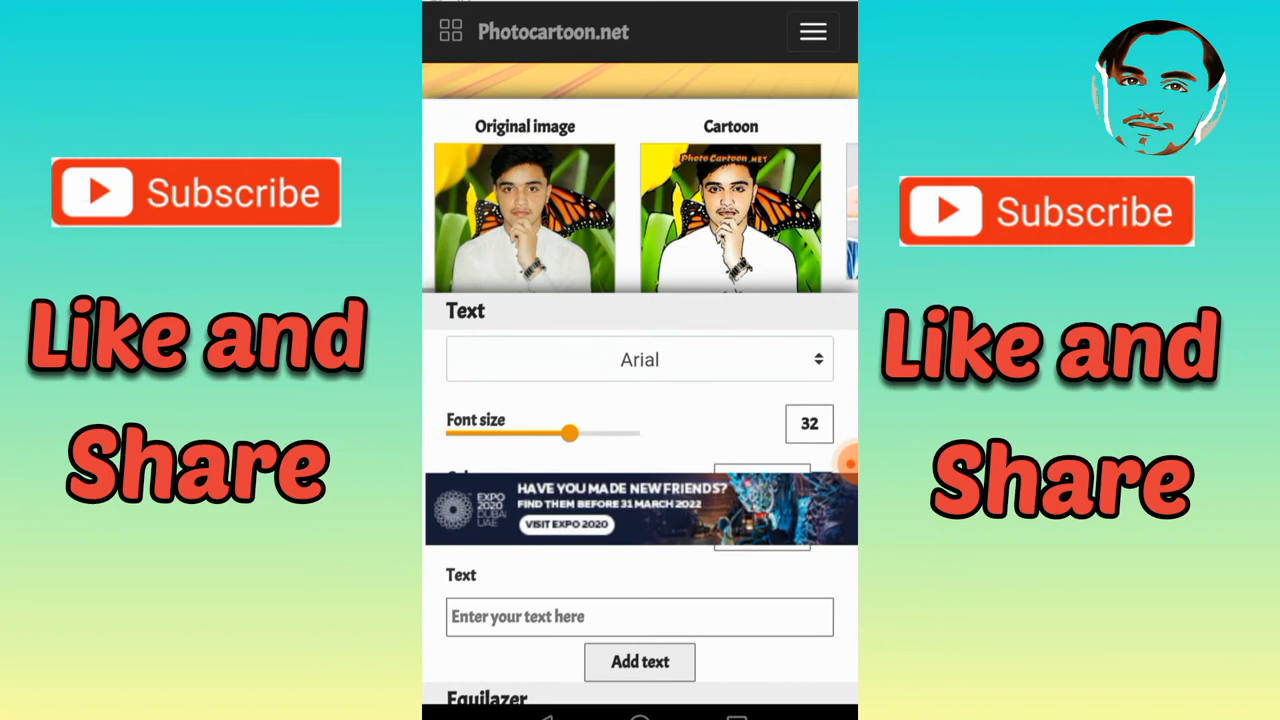 Photocartoon.net
Original image
Cartoon
Photo Cartoon.NET
Text
Arial
Font size
32
EXPO
2020
DUBAI
UAE
HAVE YOU MADE NEW FRIENDS?
FIND THEM BEFORE 31 MARCH 2022
VISIT EXPO 2020
Text
Enter your text here
Add text
Equilazer
Subscribe
Like and
Share
Subscribe
Like and
Share